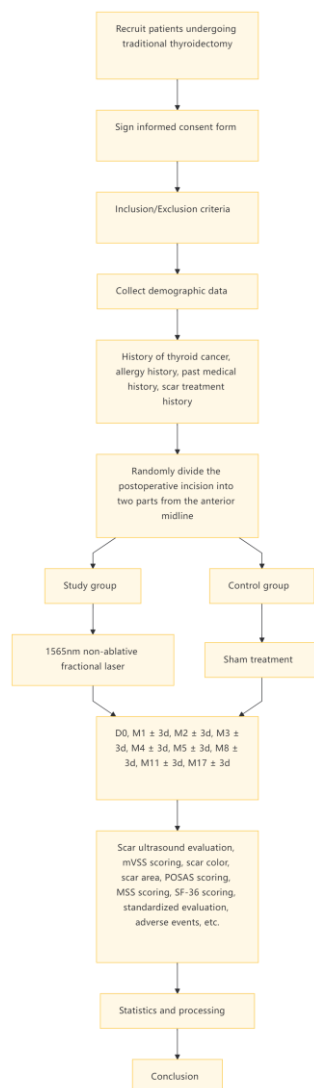 Recruit patients undergoing
traditional thyroidectomy
Sign informed consent form
Inclusion/Exclusion criteria
Collect demographic data
History of thyroid cancer,
allergy history, past medical
history, scar treatment
history
Randomly divide the
postoperative incision into
two parts from the anterior
midline
Study group
Control group
1565nm non-ablative
fractional laser
Sham treatment
D0, M1 ± 3d, M2 ± 3d, M3 ±
3d, M4 ± 3d, M5 ± 3d, M8 ±
3d, M11 ± 3d, M17 ± 3d
Scar ultrasound evaluation,
mVSS scoring, scar color,
scar area, POSAS scoring,
MSS scoring, SF-36 scoring,
standardized evaluation,
adverse events, etc.
Statistics and processing
Conclusion